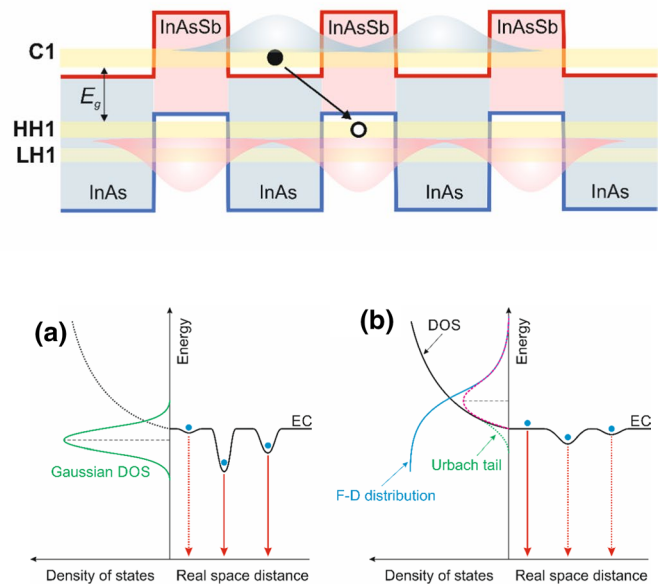 InAsSb InAsSb InAsSb
C1
Eg
HH1
LH1
InAs InAs InAs InAs
(a)
Energy
EC
Gaussian DOS
Density of states Real space distance
(b)
DOS
Energy
EC
Urbach tail
F-D distribution
Density of states Real space distance